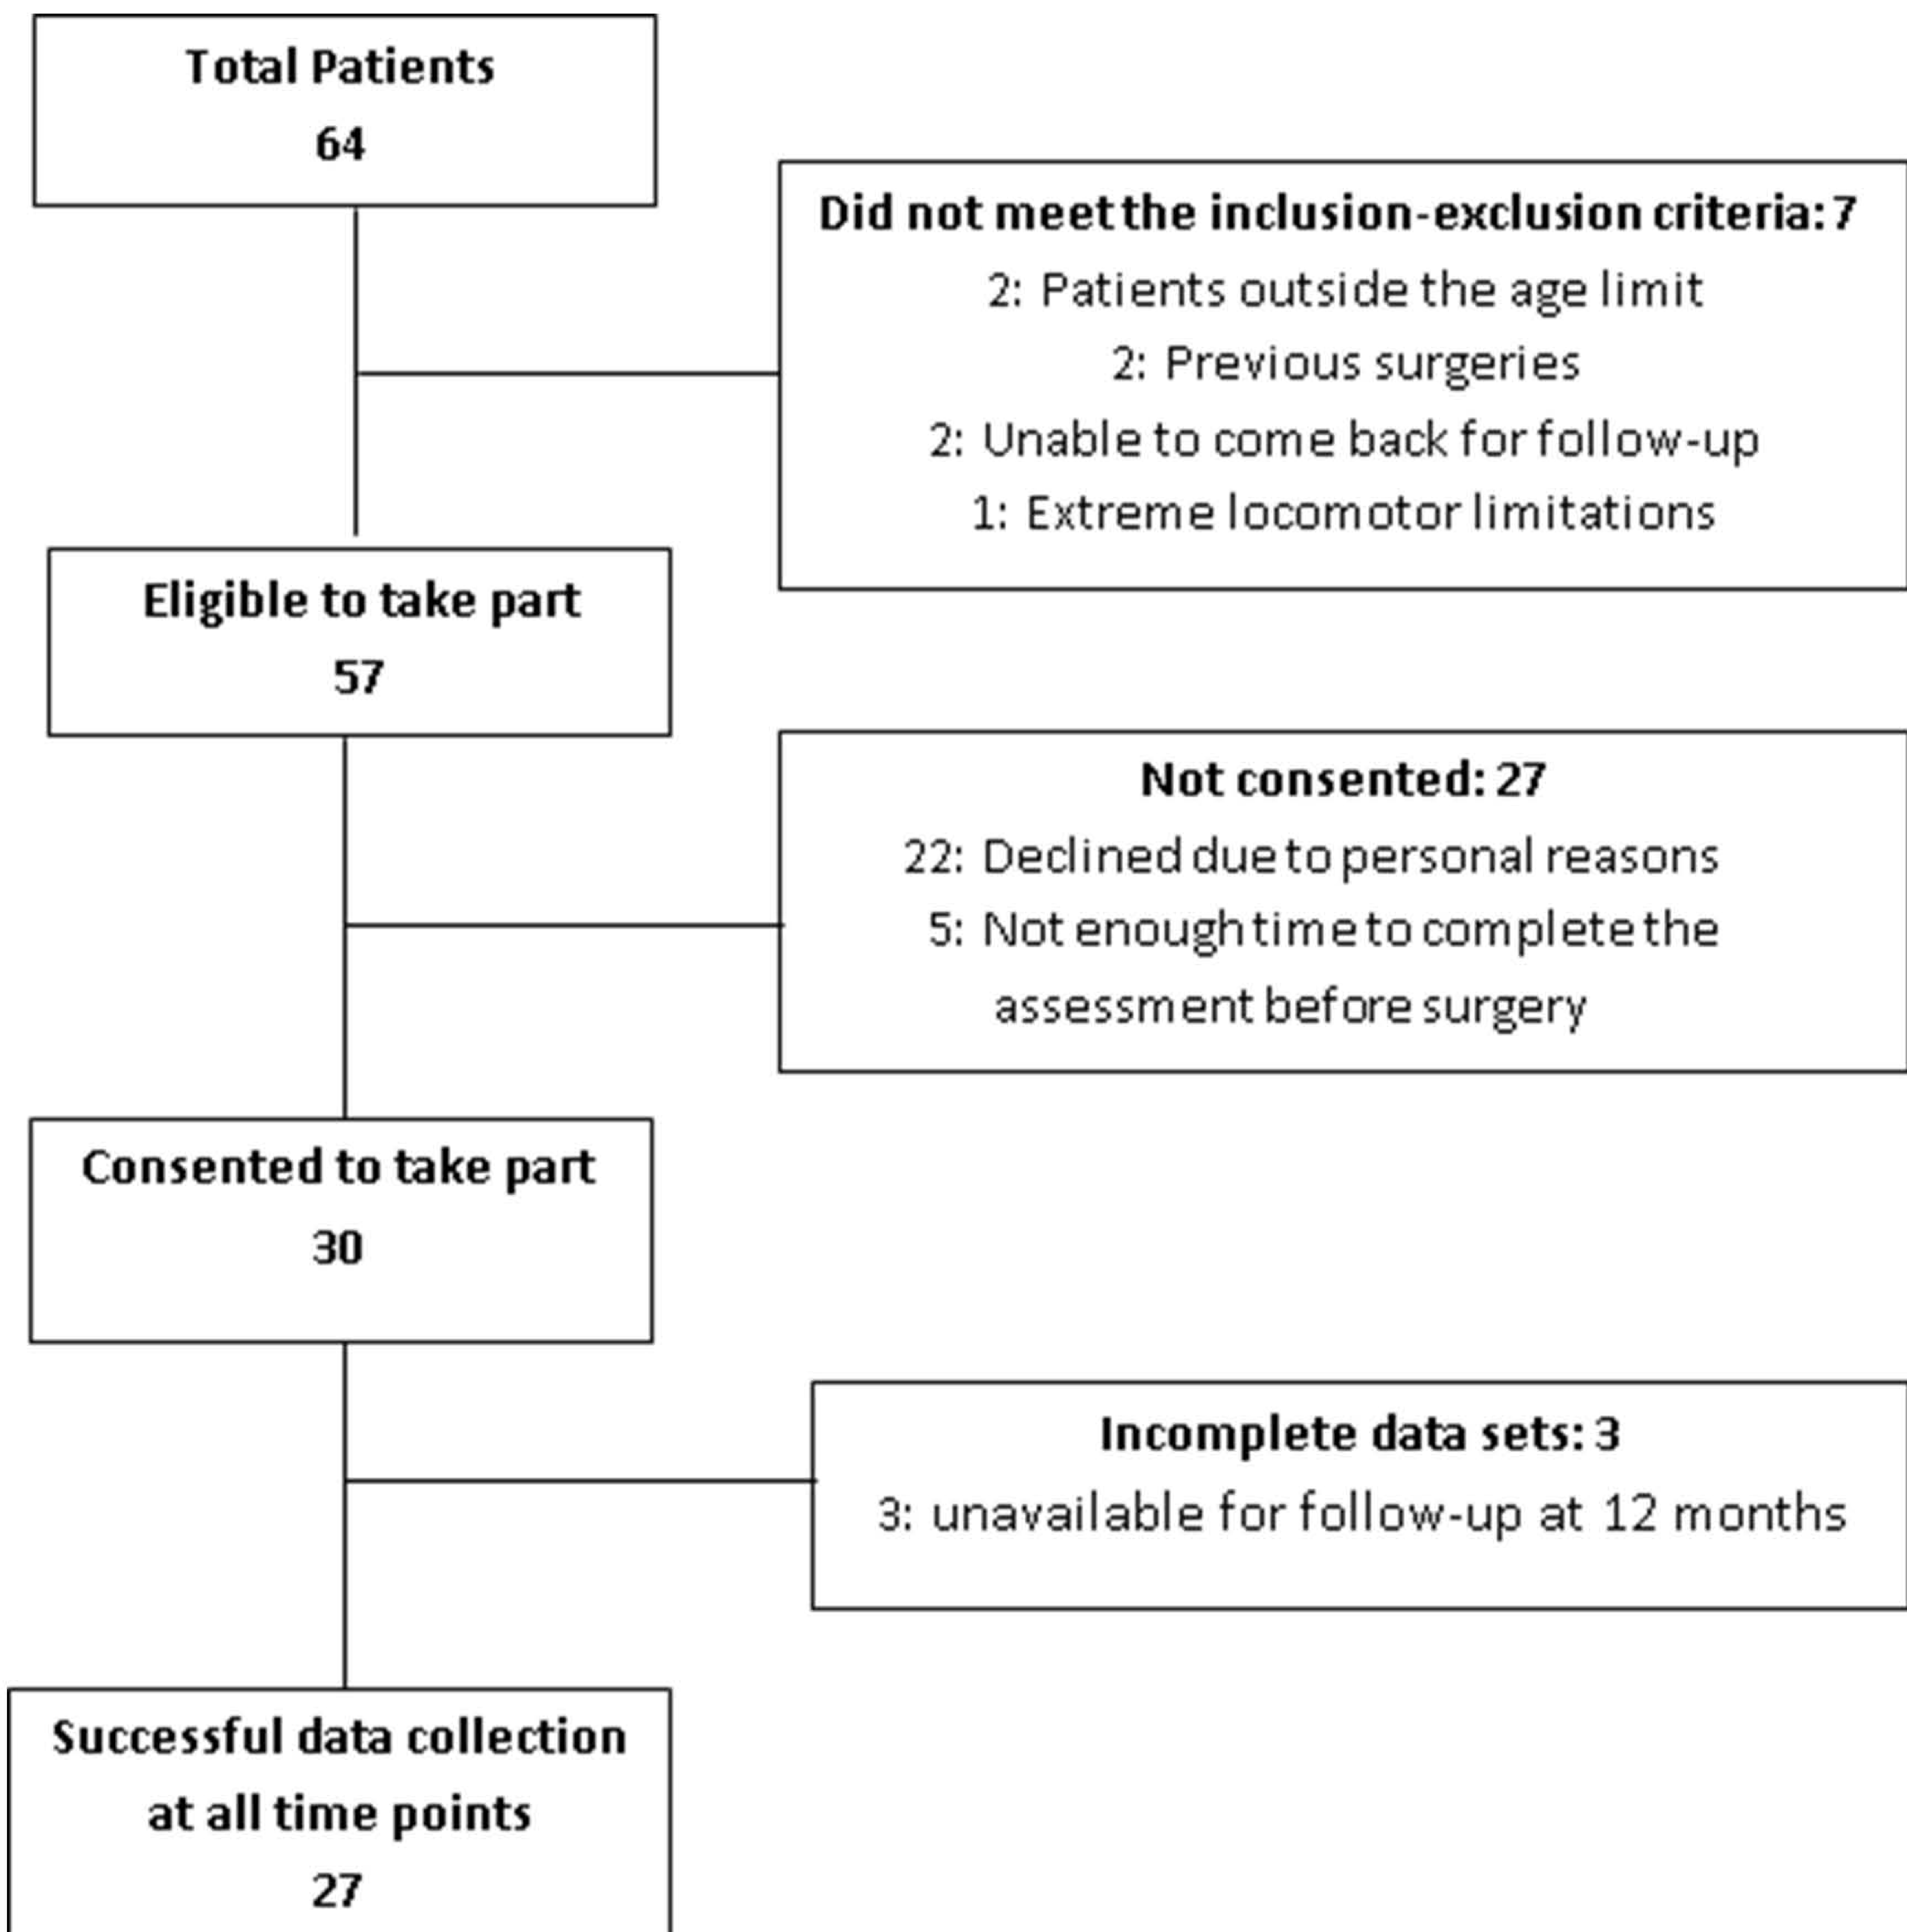 Total Patients
64
Did not meet the inclusion-exclusion criteria: 7
2: Patients outside the age limit
2: Previous surgeries
2: Unable to come back for follow-up
1: Extreme locomotor limitations
Eligible to take part
57
Not consented: 27
22: Declined due to personal reasons
5: Not enough time to complete the
assessment before surgery
Consented to take part
30
Incomplete data sets: 3
3: unavailable for follow-up at 12 months
Successful data collection
at all time points
27